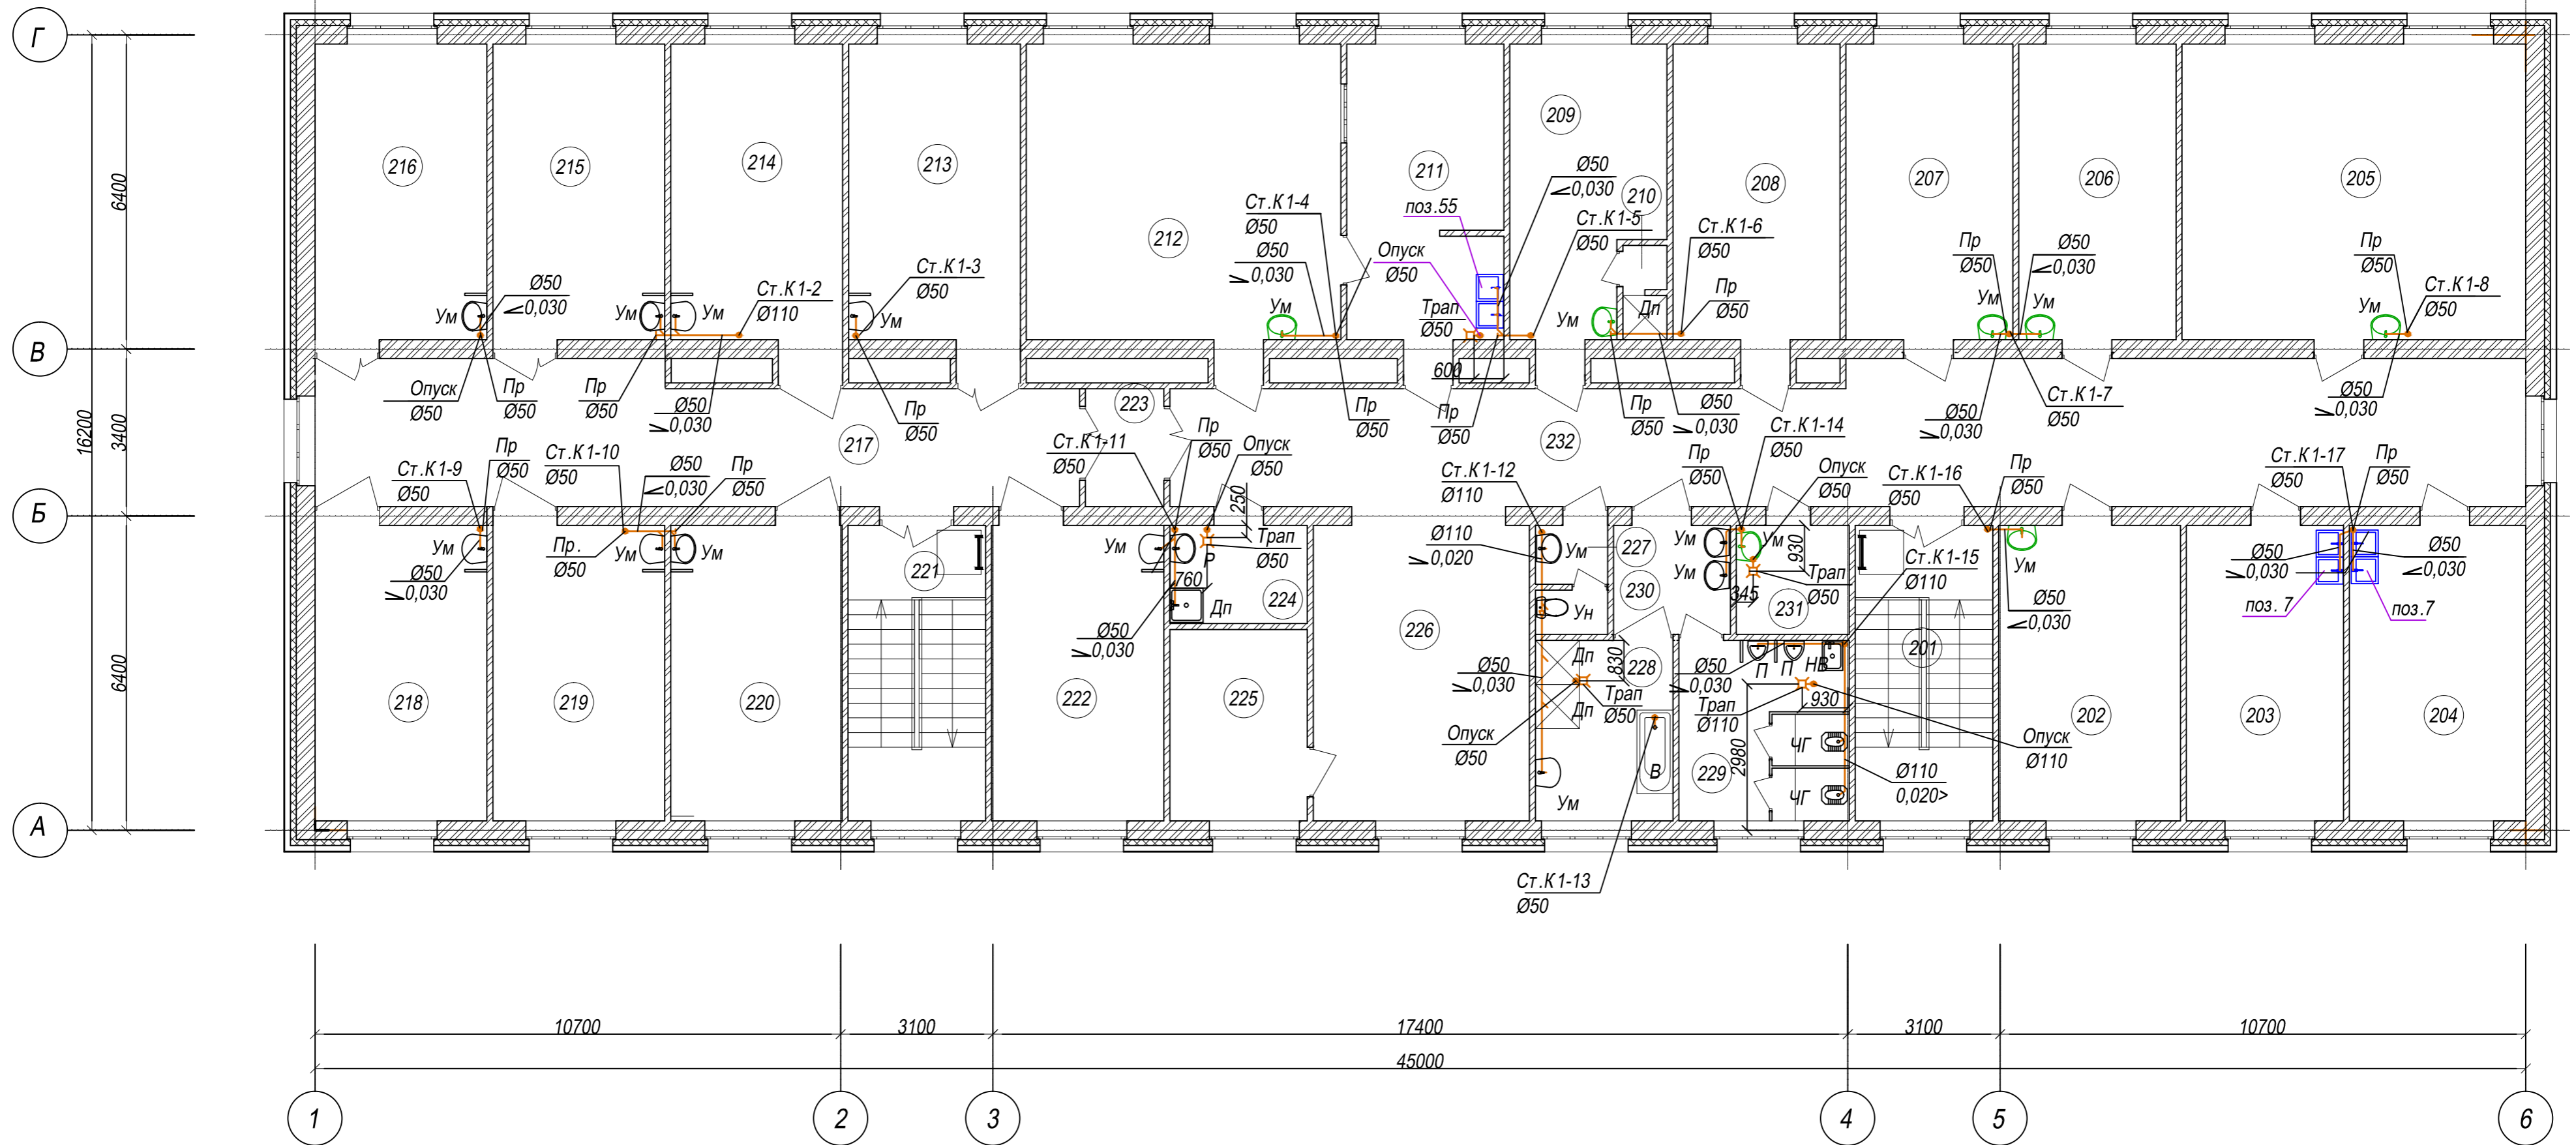 Г
В
Б
А
6400
3400
6400
16200
216
215
214
213
212
211
209
210
208
207
206
205
Ум
Ø50
0,030
Ум
Ум
Ст.К1-2
Ø110
Ум
Ст.К1-3
Ø50
Ст.К1-4
Ø50
Ø50
0,030
Ум
Опуск
Ø50
поз.55
Трап
Ø50
Ø50
0,030
Ст.К1-5
Ø50
Ум
Дп
Ст.К1-6
Ø50
Пр
Ø50
Пр
Ø50
Ø50
0,030
Ум
Ум
Пр
Ø50
Ум
Ст.К1-8
Ø50
Опуск
Ø50
Пр
Ø50
Пр
Ø50
Ø50
0,030
Пр
Ø50
223
217
232
Пр
Ø50
600
Пр
Ø50
Пр
Ø50
Ø50
0,030
Ø50
0,030
Ст.К1-7
Ø50
Ø50
0,030
Ст.К1-9
Ø50
Пр
Ø50
Ст.К1-10
Ø50
Ø50
0,030
Пр
Ø50
Ст.К1-11
Ø50
Пр
Ø50
Опуск
Ø50
250
Ст.К1-12
Ø110
Пр
Ø50
Ст.К1-14
Ø50
Опуск
Ø50
Ст.К1-16
Ø50
Пр
Ø50
Ст.К1-17
Ø50
Пр
Ø50
Ум
Ø50
0,030
Пр.
Ø50
Ум
Ум
221
Ум
Р
Трап
Ø50
760
Дп
224
Ø50
0,030
Ø110
0,020
Ум
227
230
Ум
Ум
Ум
930
Трап
Ø50
345
231
Ст.К1-15
Ø110
Ум
Ø50
0,030
Ø50
0,030
Ø50
0,030
поз. 7
поз.7
226
Ун
Дп
830
228
Ø50
0,030
Трап
Ø50
Дп
Опуск
Ø50
Ум
В
Ø50
0,030
П
П
НВ
Трап
Ø110
930
2980
229
ЧГ
ЧГ
Опуск
Ø110
Ø110
0,020>
201
218
219
220
222
225
202
203
204
Ст.К1-13
Ø50
10700
3100
17400
3100
10700
45000
1
2
3
4
5
6